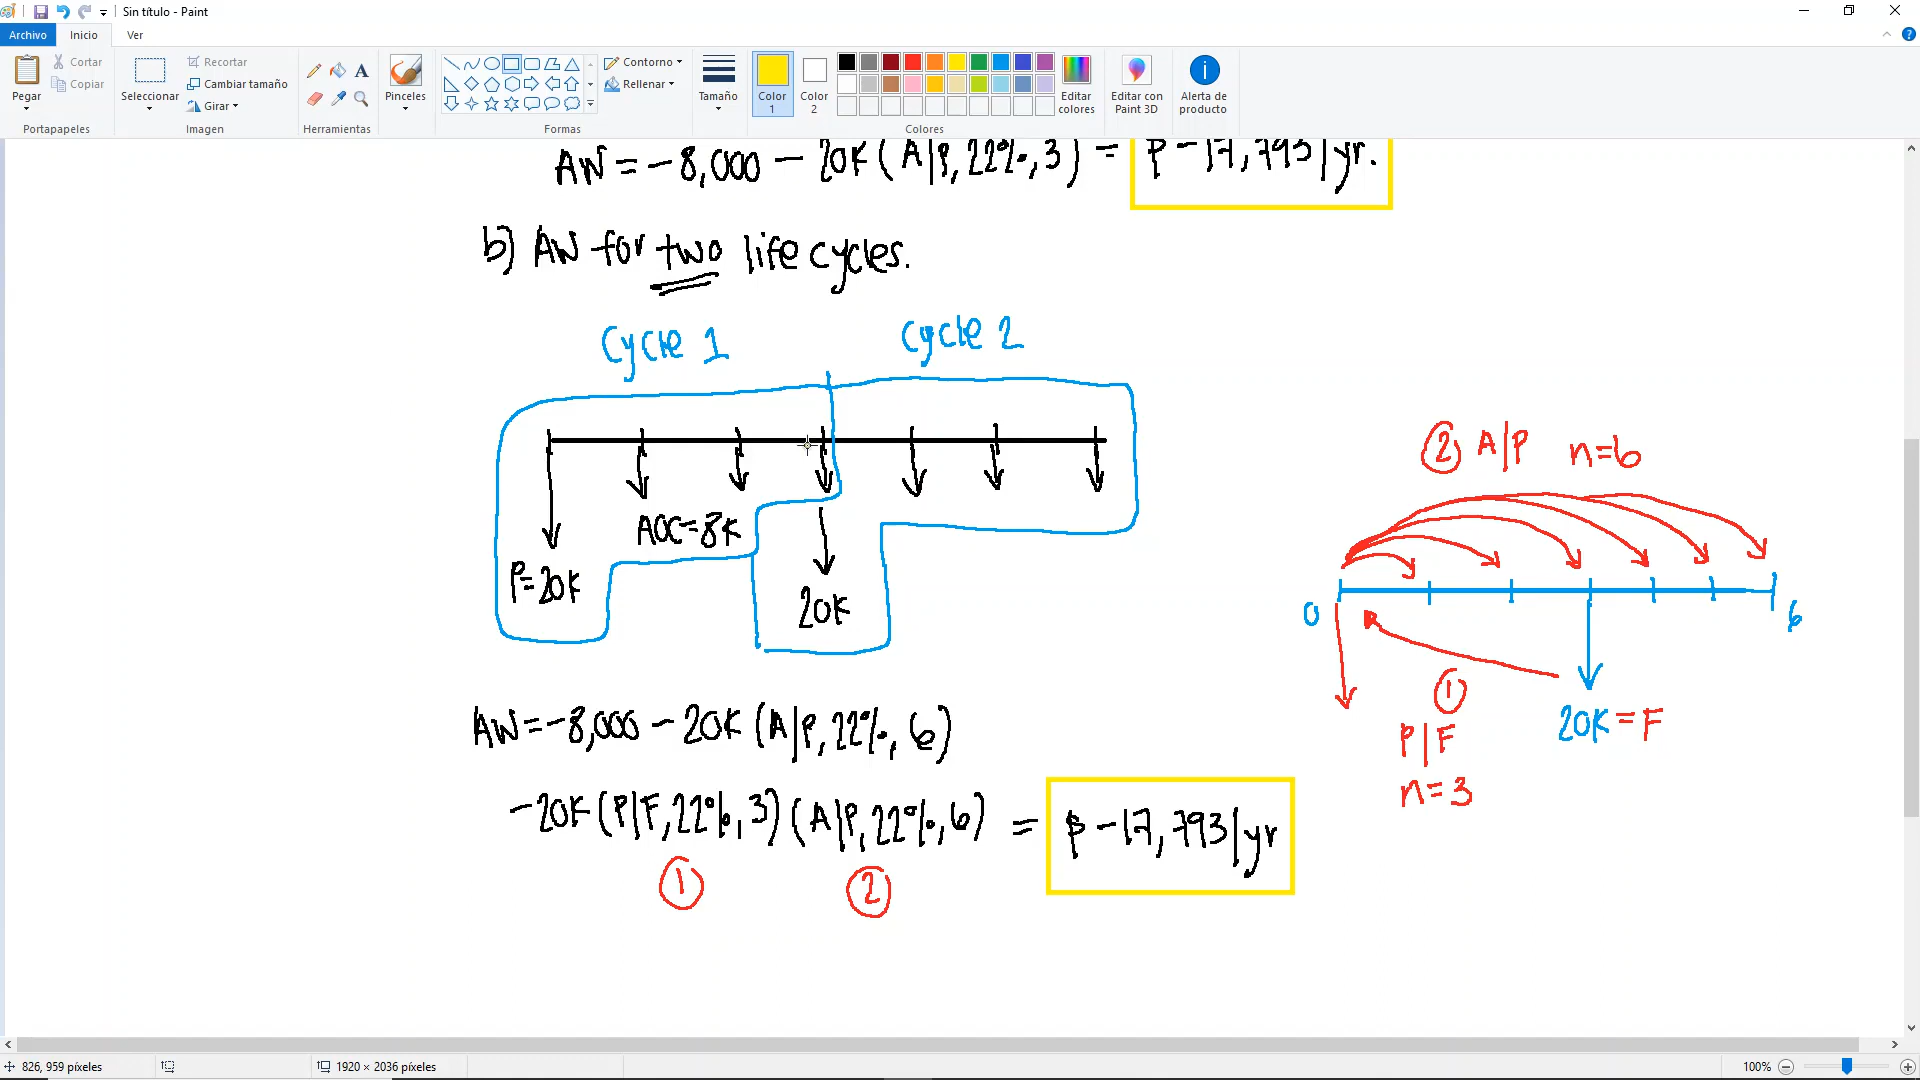 Sin título - Paint
Archivo Inicio Ver
Pegar
Cortar
Copiar
Portapapeles
Seleccionar
Recortar
Cambiar tamaño
Girar
Imagen
A
Herramientas
Pinceles
Formas
Contorno
Rellenar
Tamaño
Color 1
Color 2
Colores
Editar colores
Editar con Paint 3D
Alerta de producto
AW = -8,000 - 20K (A|P, 22%, 3) = $ -17,793/yr.
b) AW for two life cycles.
Cycle 1 Cycle 2
AOC=8K
P=20K
20K
AW = -8,000 - 20K (A|P, 22%, 6)
-20K (P|F, 22%, 3) (A|P, 22%, 6) = $ -17,793/yr
1 2
2 A|P n=6
0 6
1
P|F
n=3
20K = F
826, 959 píxeles
1920 × 2036 píxeles
100%